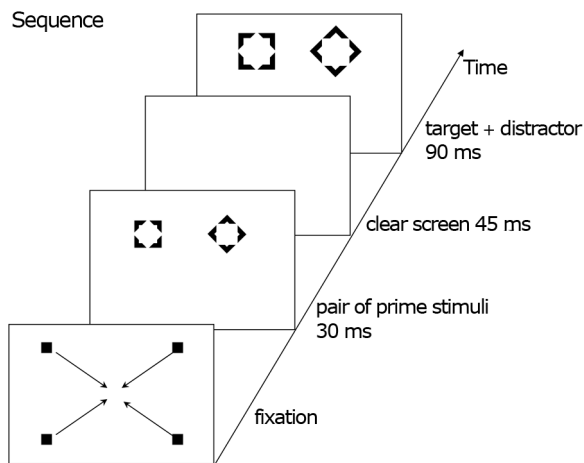 Sequence
Time
target + distractor
90 ms
clear screen 45 ms
pair of prime stimuli
30 ms
fixation